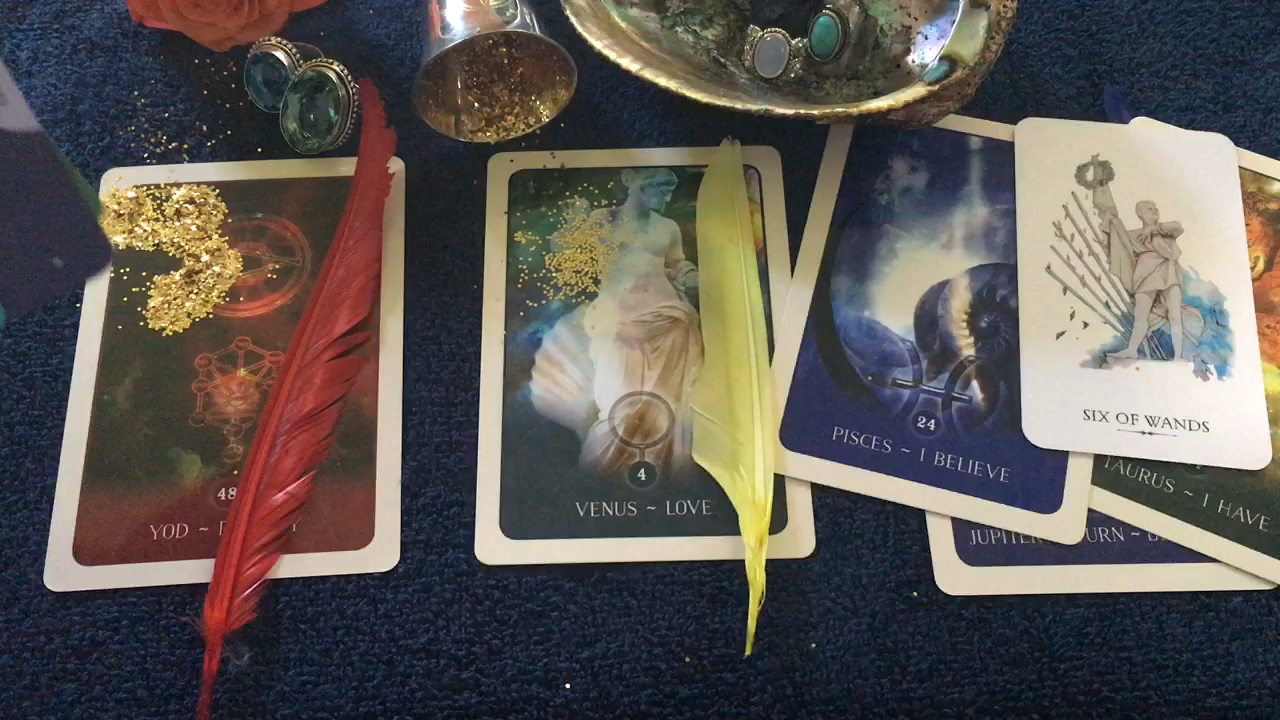 48
YOD ~
4
VENUS ~ LOVE
24
PISCES ~ I BELIEVE
SIX OF WANDS
TAURUS ~ I HAVE
JUPITER